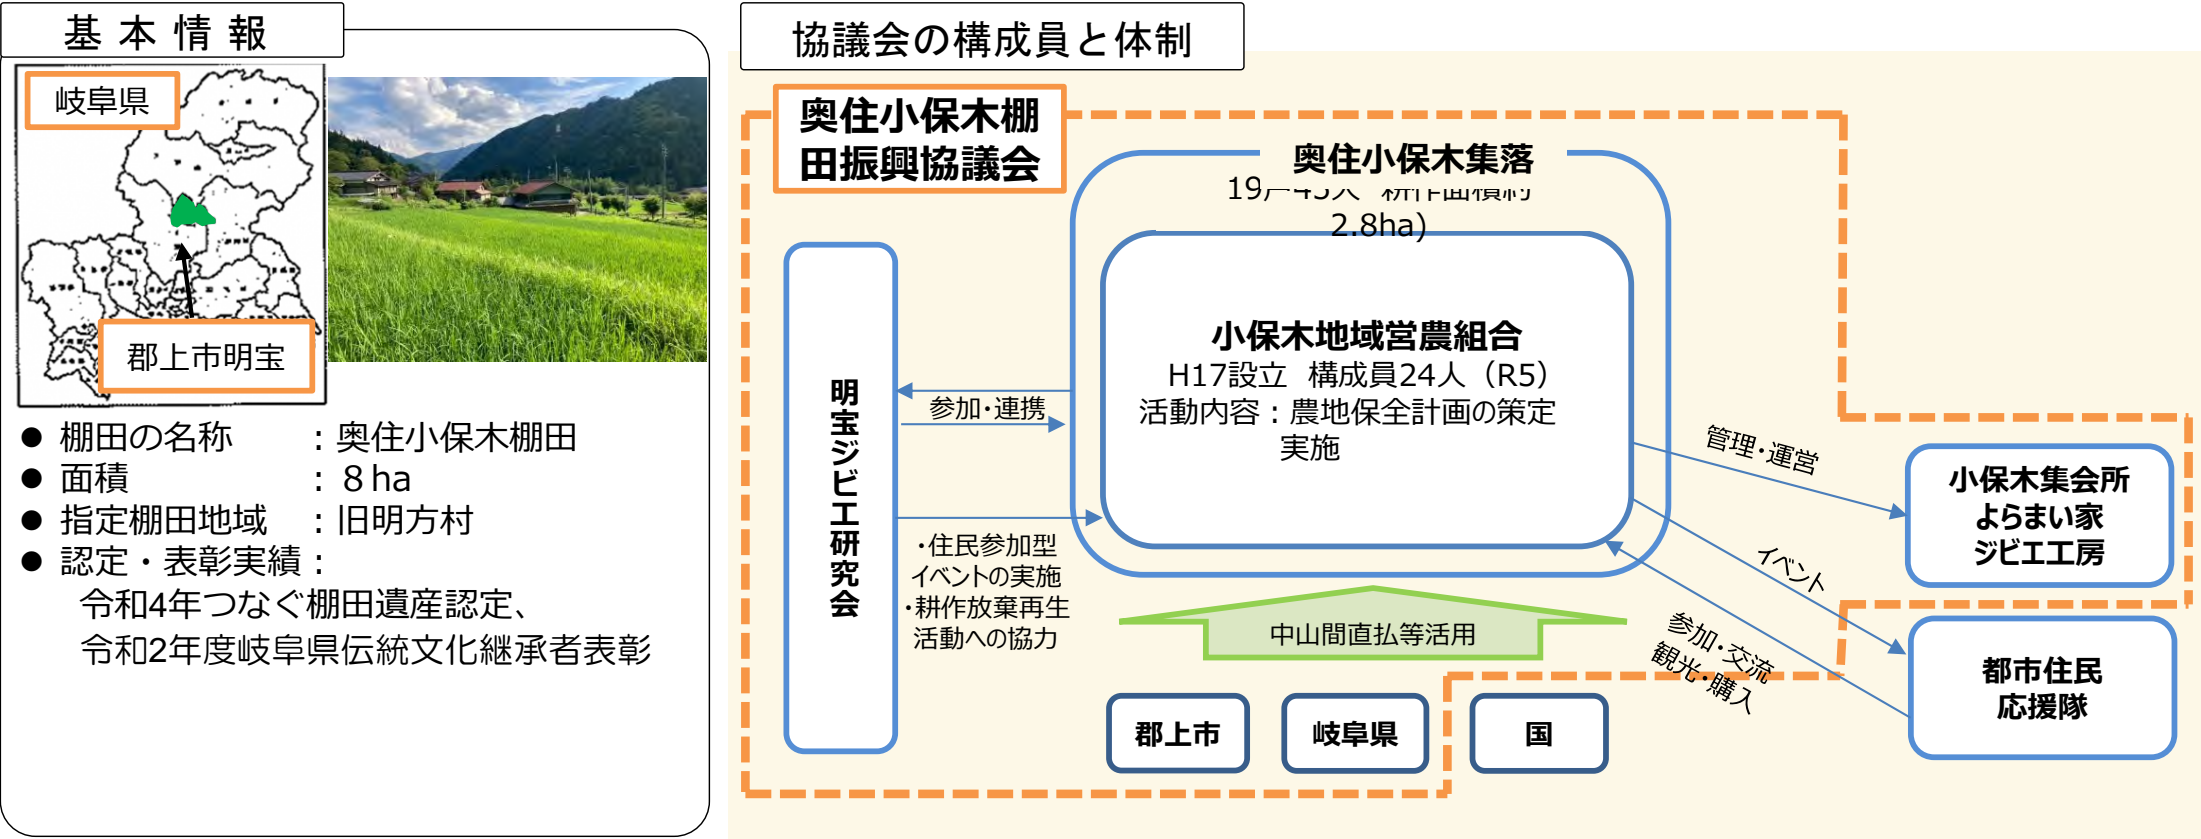 基本情報
岐阜県
郡上市明宝
● 棚田の名称 ：奥住小保木棚田
● 面積 ：８ha
● 指定棚田地域 ：旧明方村
● 認定・表彰実績：
令和4年つなぐ棚田遺産認定、
令和2年度岐阜県伝統文化継承者表彰
協議会の構成員と体制
奥住小保木棚
田振興協議会
奥住小保木集落
2.8ha)
小保木地域営農組合
H17設立 構成員24人（R5）
活動内容：農地保全計画の策定
実施
明宝ジビエ研究会
参加・連携
・住民参加型
イベントの実施
・耕作放棄再生
活動への協力
中山間直払等活用
管理・運営
イベント
参加・交流
観光・購入
小保木集会所
よらまい家
ジビエ工房
都市住民
応援隊
郡上市
岐阜県
国